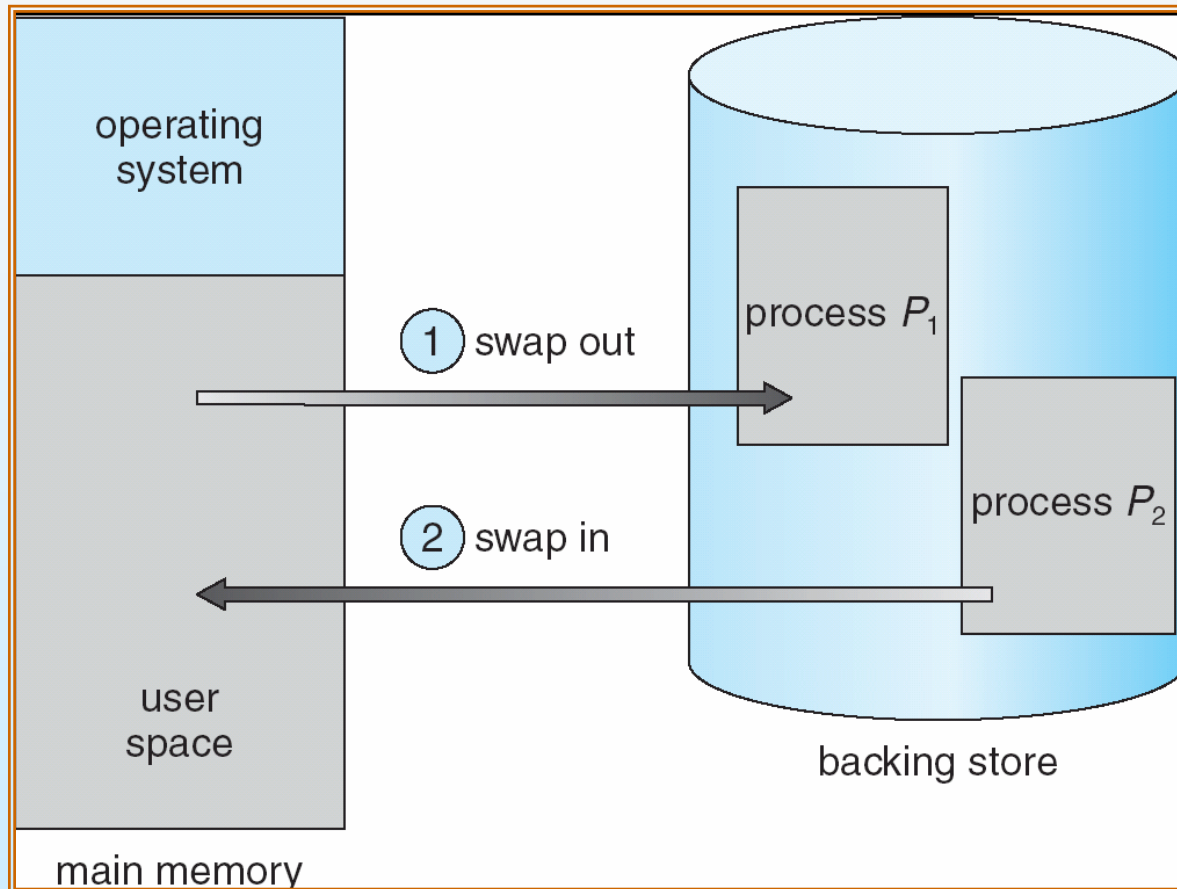 operating
system
process P₁
1 swap out
process P₂
2 swap in
user
space
backing store
main memory